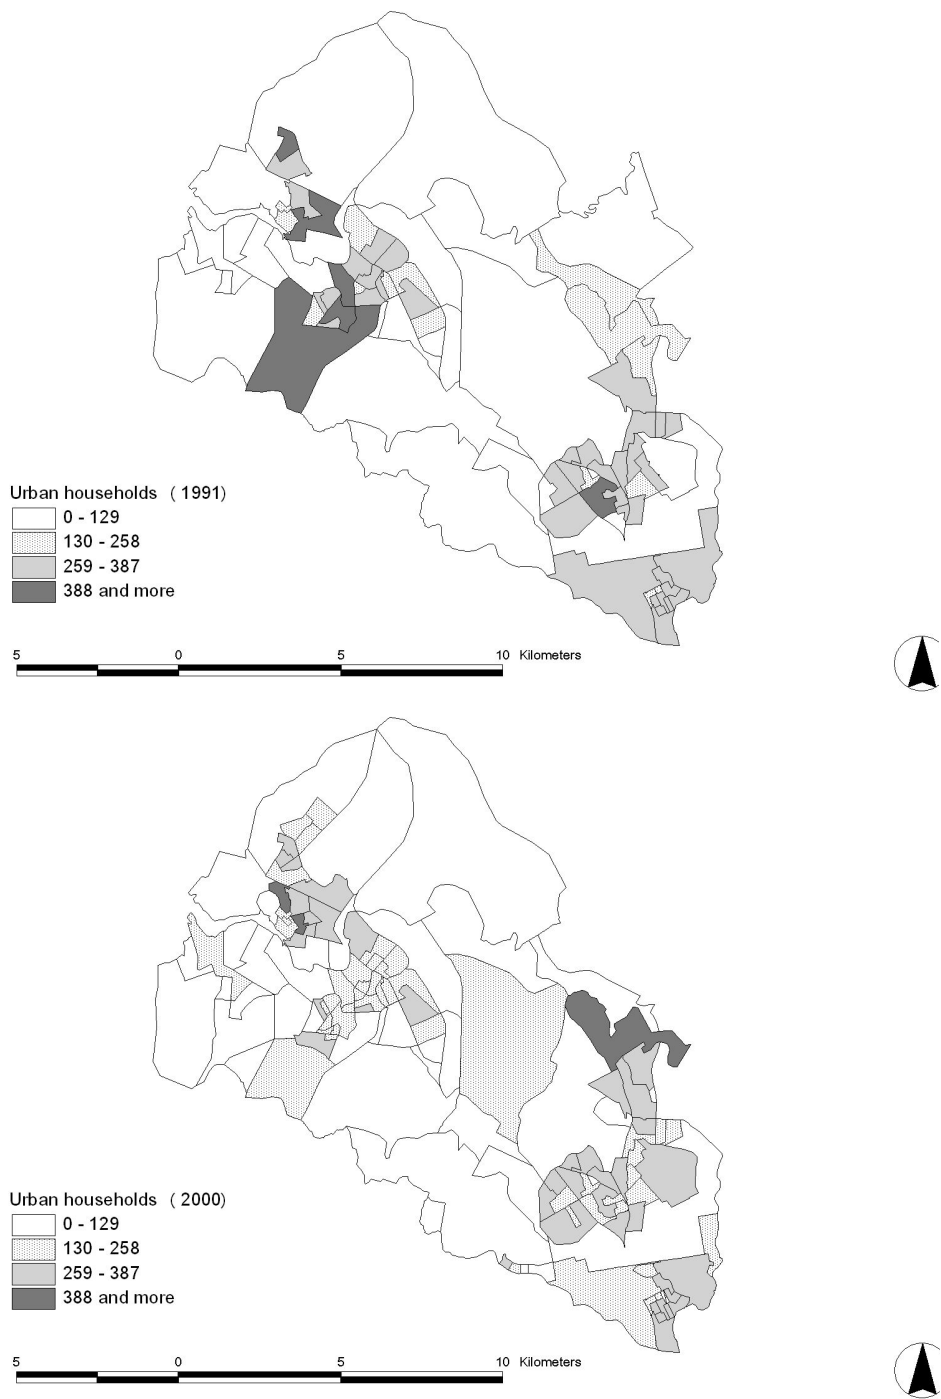 Urban households ( 1991)
0 - 129
130 - 258
259 - 387
388 and more
5 0 5 10 Kilometers
Urban households ( 2000)
0 - 129
130 - 258
259 - 387
388 and more
5 0 5 10 Kilometers